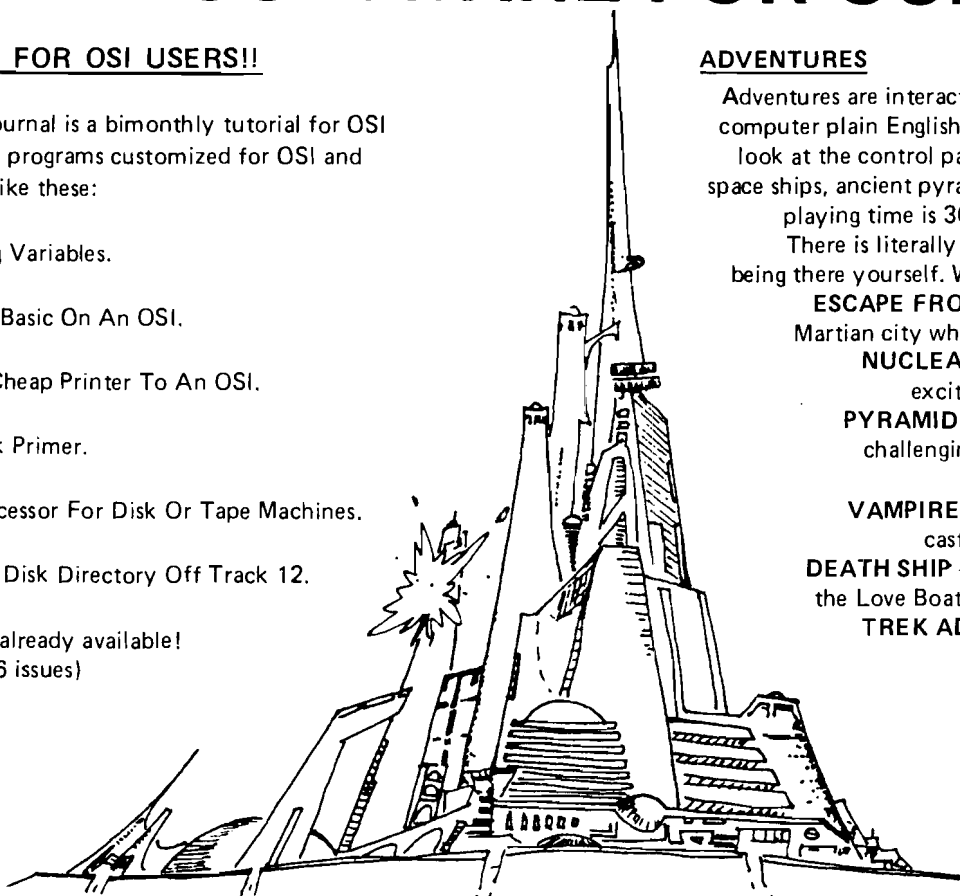 FOR OSI USERS!!
ournal is a bimonthly tutorial for OSI
programs customized for OSI and
ike these:
Variables.
Basic On An OSI.
Cheap Printer To An OSI.
Primer.
cessor For Disk Or Tape Machines.
Disk Directory Off Track 12.
already available!
6 issues)
ADVENTURES
Adventures are interact
computer plain English
look at the control pa
space ships, ancient pyra
playing time is 30
There is literally
being there yourself. W
ESCAPE FRO
Martian city wh
NUCLEA
excit
PYRAMID
challengin
VAMPIRE
cast
DEATH SHIP
the Love Boat
TREK AD